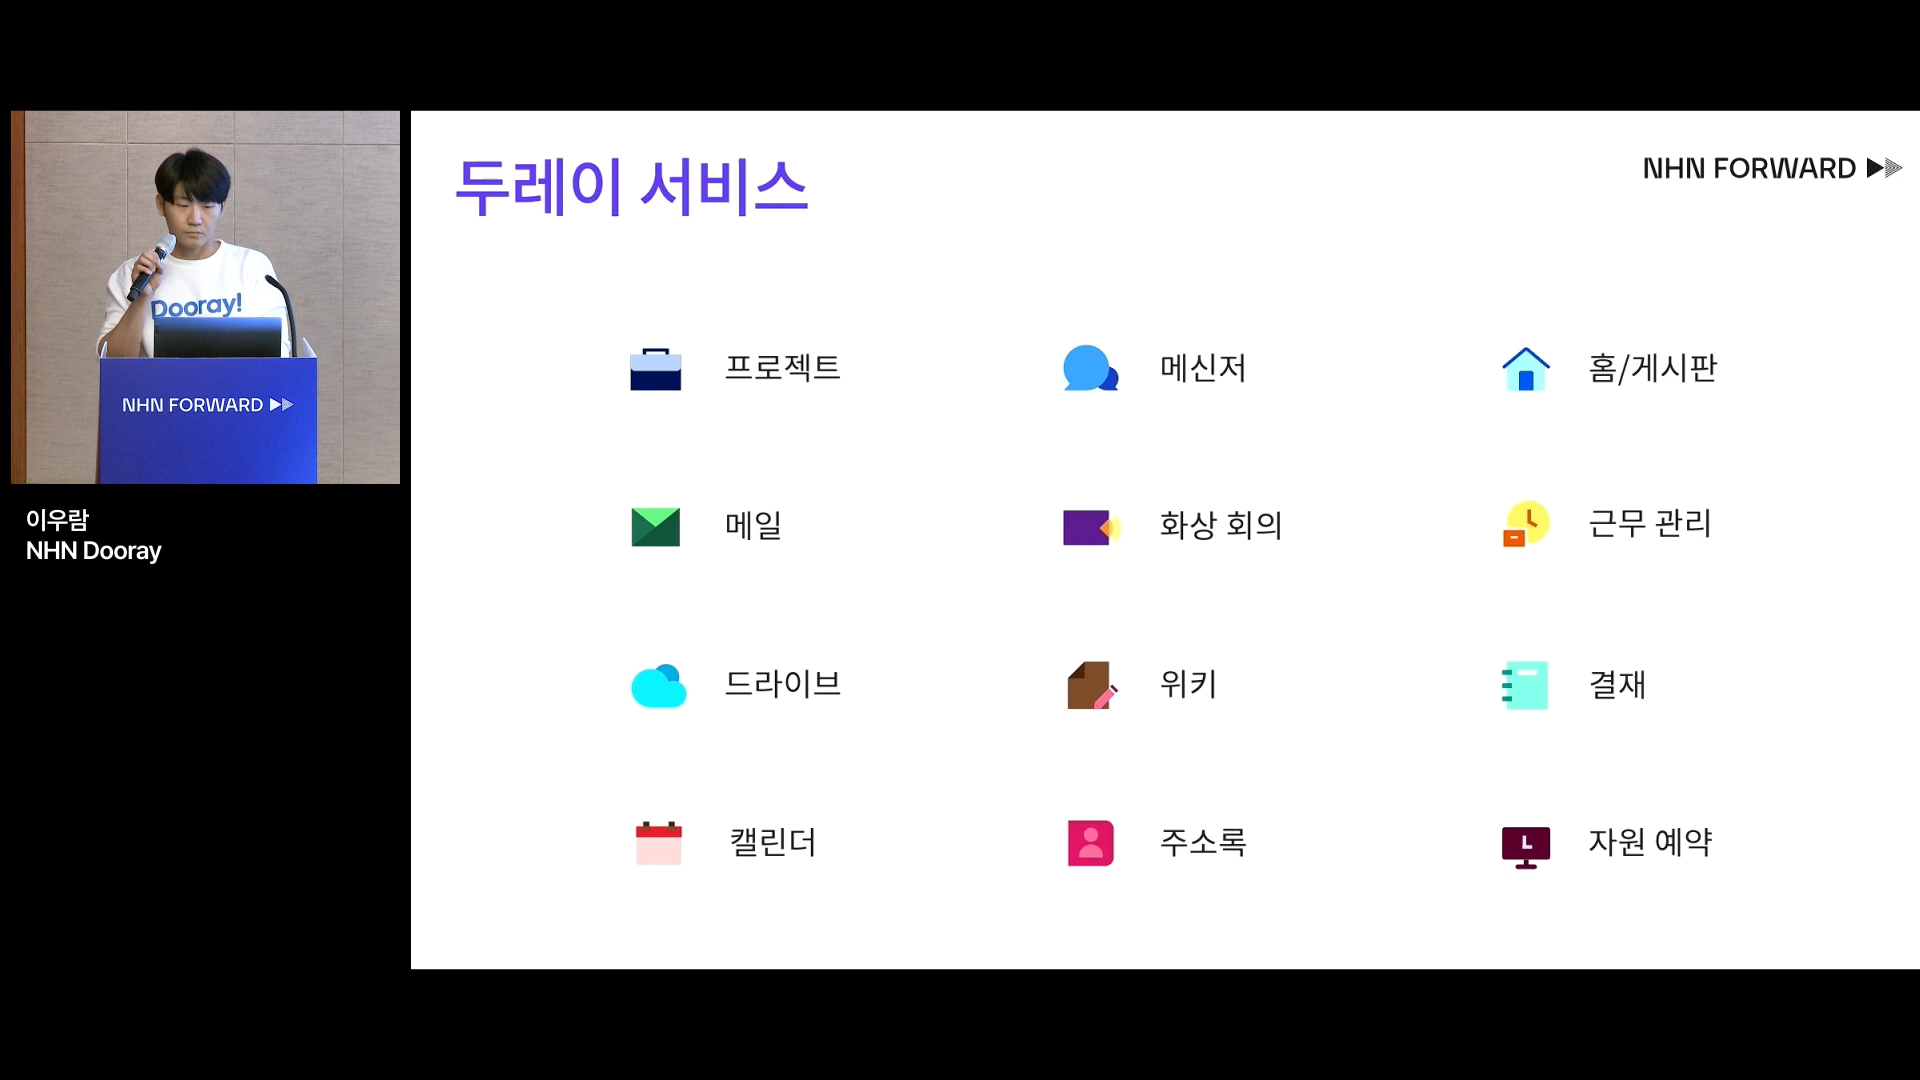 두레이 서비스
NHN FORWARD
프로젝트
메신저
홈/게시판
메일
화상 회의
근무 관리
드라이브
위키
결재
캘린더
주소록
자원 예약
Dooray!
NHN FORWARD
이우람
NHN Dooray